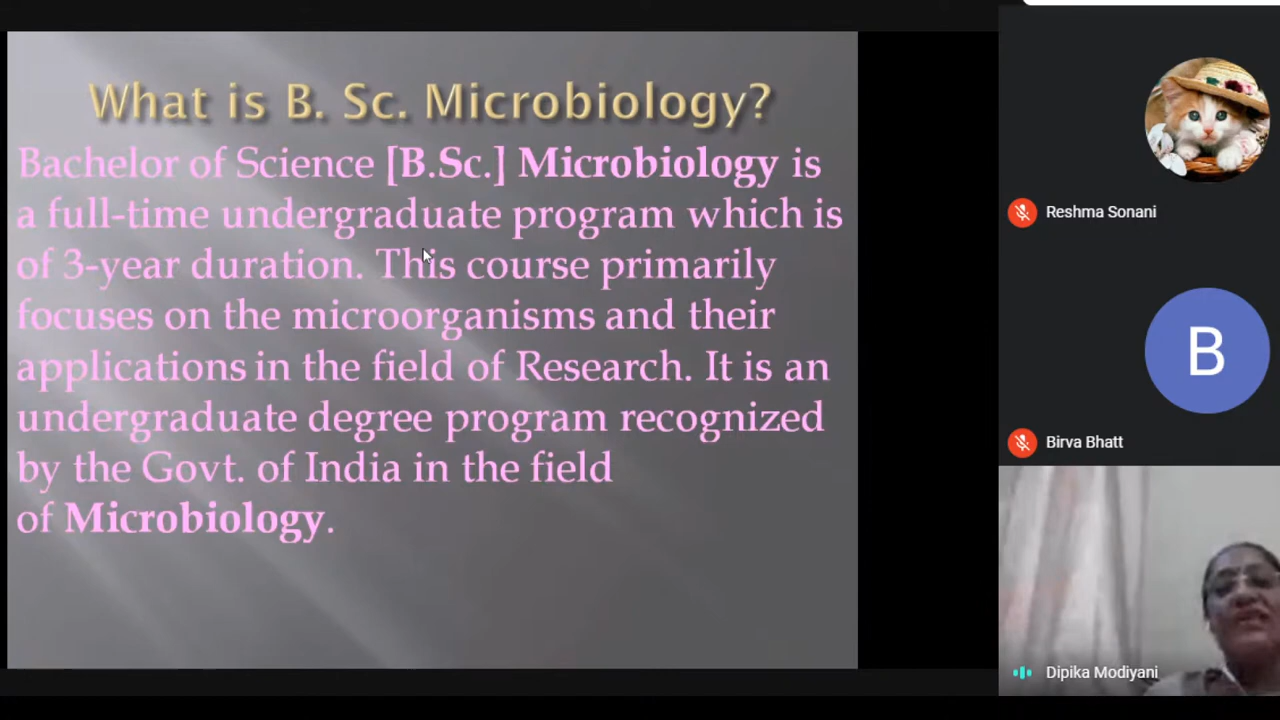 What is B. Sc. Microbiology?
Bachelor of Science [B.Sc.] Microbiology is
a full-time undergraduate program which is
of 3-year duration. This course primarily
focuses on the microorganisms and their
applications in the field of Research. It is an
undergraduate degree program recognized
by the Govt. of India in the field
of Microbiology.
Reshma Sonani
B
Birva Bhatt
Dipika Modiyani